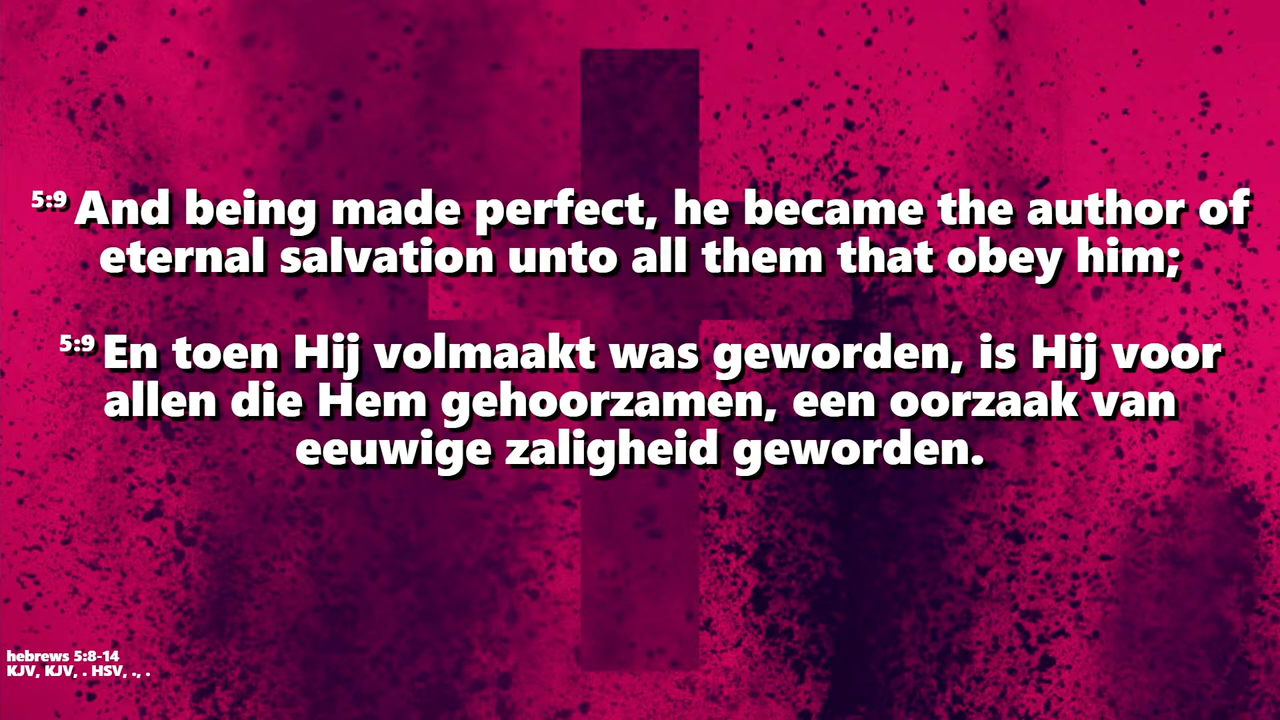 5:9 And being made perfect, he became the author of
eternal salvation unto all them that obey him;
5:9 En toen Hij volmaakt was geworden, is Hij voor
allen die Hem gehoorzamen, een oorzaak van
eeuwige zaligheid geworden.
hebrews 5:8-14
KJV, KJV, . HSV, ., .